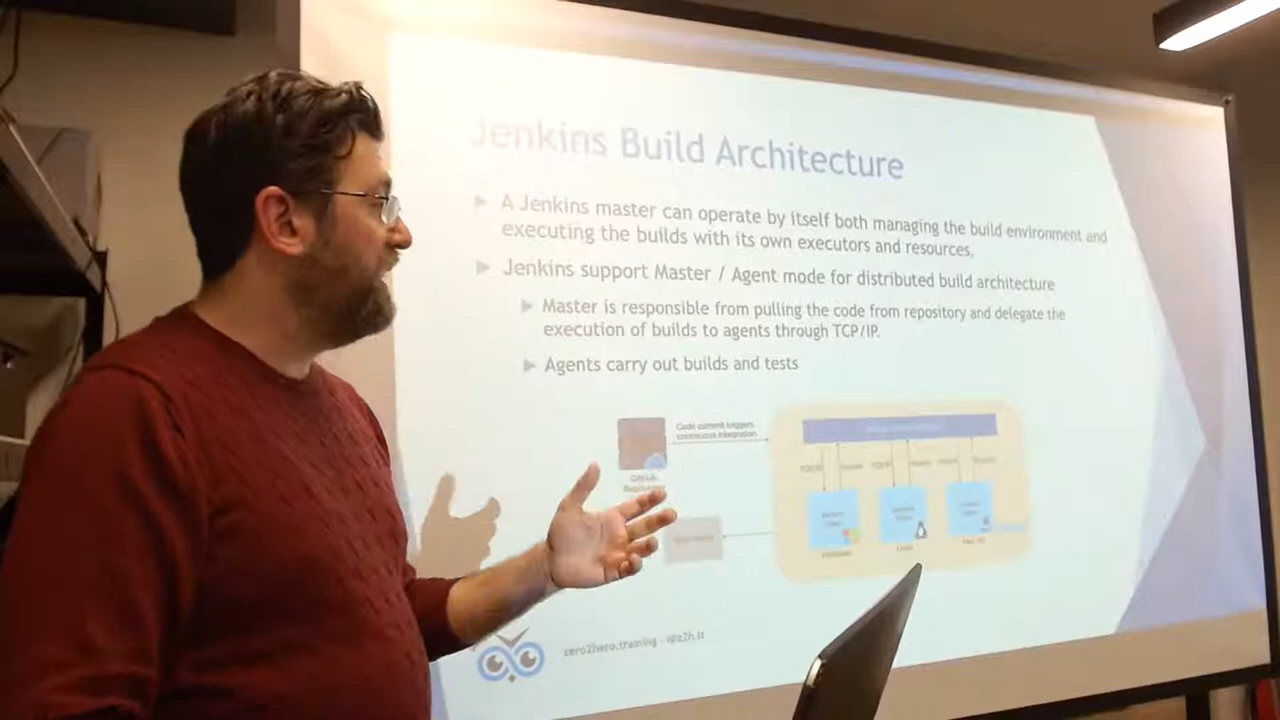 Jenkins Build Architecture
A Jenkins master can operate by itself both managing the build environment and
executing the builds with its own executors and resources,
Jenkins support Master / Agent mode for distributed build architecture
Master is responsible from pulling the code from repository and delegate the
execution of builds to agents through TCP/IP.
Agents carry out builds and tests
Code commit triggers
continuous integration
GitHub
zero2hero.training -